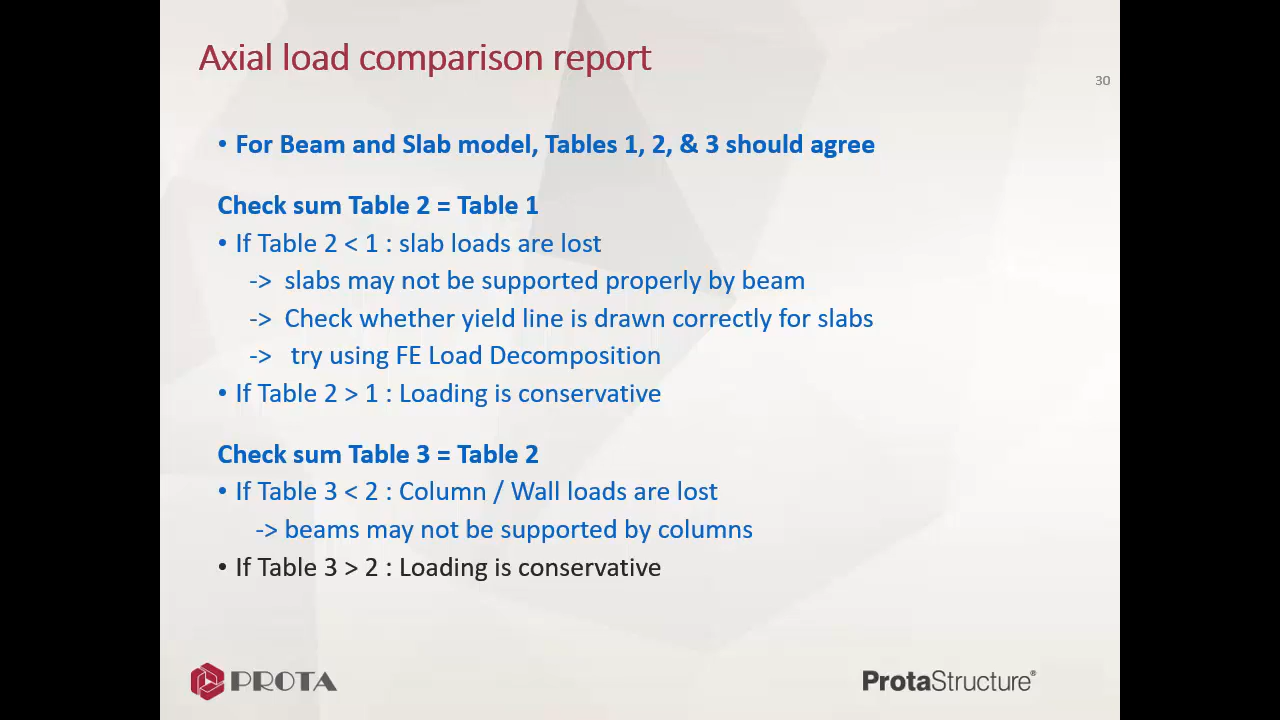 Axial load comparison report
30
• For Beam and Slab model, Tables 1, 2, & 3 should agree
Check sum Table 2 = Table 1
• If Table 2 < 1 : slab loads are lost
-> slabs may not be supported properly by beam
-> Check whether yield line is drawn correctly for slabs
-> try using FE Load Decomposition
• If Table 2 > 1 : Loading is conservative
Check sum Table 3 = Table 2
• If Table 3 < 2 : Column / Wall loads are lost
-> beams may not be supported by columns
• If Table 3 > 2 : Loading is conservative
PROTA
ProtaStructure®